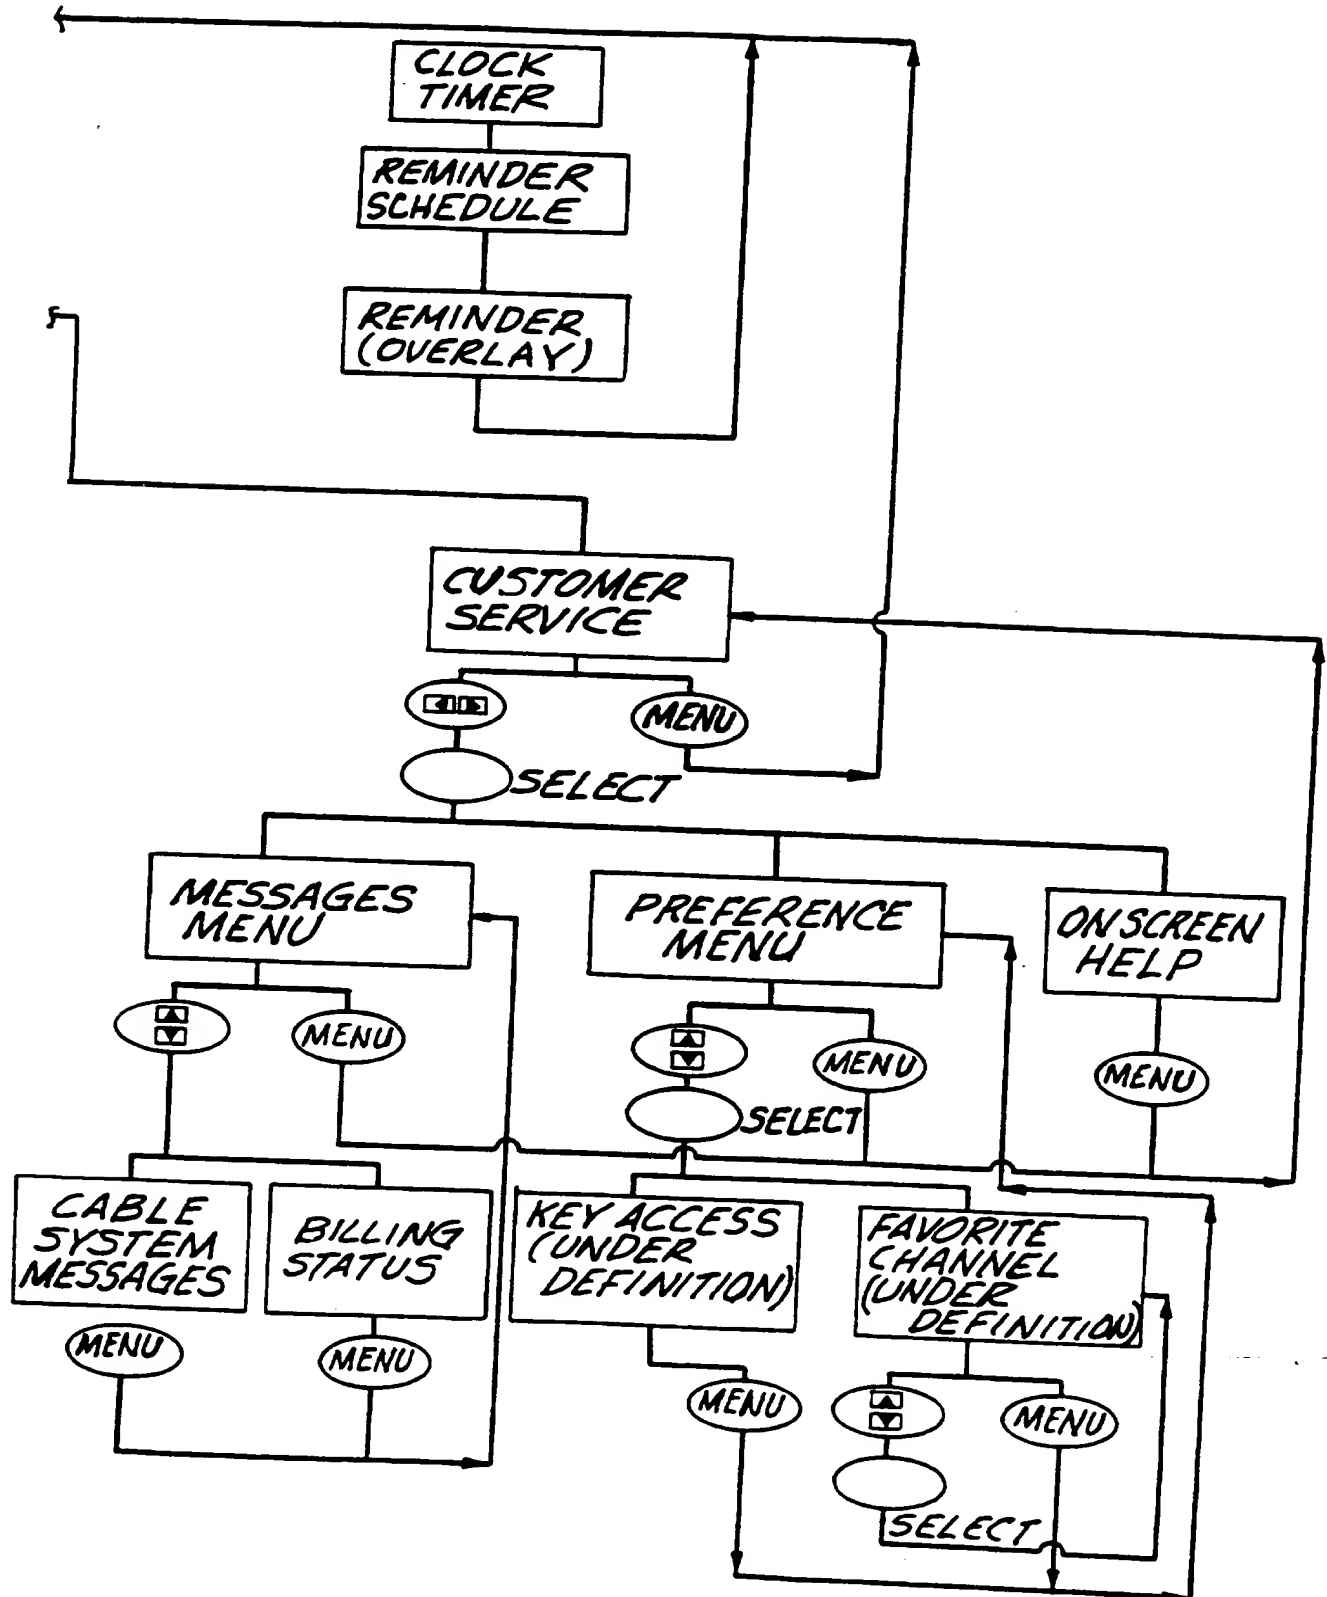 CLOCK
TIMER
REMINDER
SCHEDULE
REMINDER
(OVERLAY)
CUSTOMER
SERVICE
MENU
SELECT
MESSAGES
MENU
PREFERENCE
MENU
ON SCREEN
HELP
MENU
MENU
MENU
SELECT
CABLE
SYSTEM
MESSAGES
BILLING
STATUS
KEY ACCESS
(UNDER
DEFINITION)
FAVORITE
CHANNEL
(UNDER
DEFINITION)
MENU
MENU
MENU
MENU
SELECT